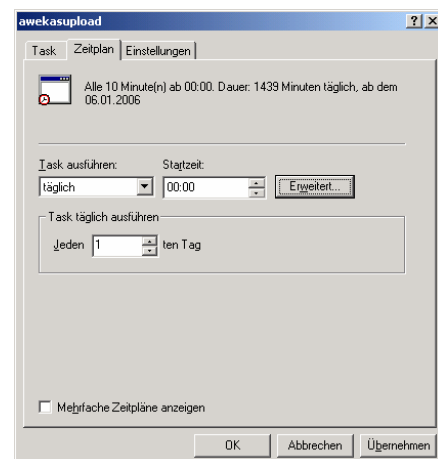 awekasupload
Task Zeitplan Einstellungen
Alle 10 Minute(n) ab 00:00. Dauer: 1439 Minuten täglich, ab dem
06.01.2006
Task ausführen: Startzeit:
täglich 00:00 Erweitert...
Task täglich ausführen
Jeden 1 ten Tag
Mehrfache Zeitpläne anzeigen
OK Abbrechen Übernehmen